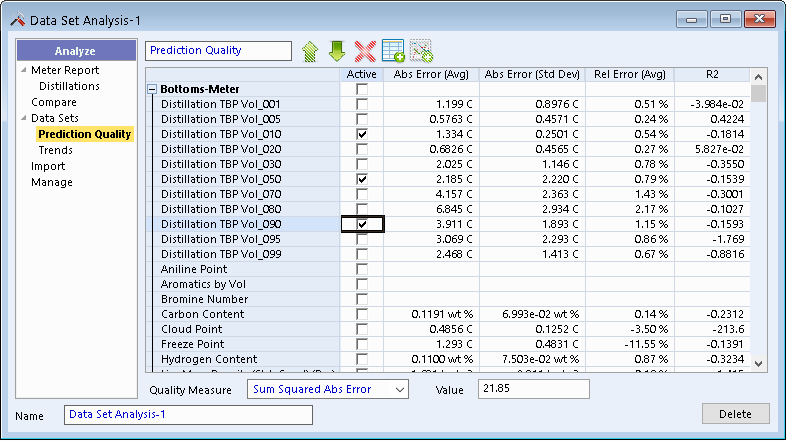 Data Set Analysis-1
Analyze
Meter Report
Distillations
Compare
Data Sets
Prediction Quality
Trends
Import
Manage
Prediction Quality
Active Abs Error (Avg) Abs Error (Std Dev) Rel Error (Avg) R2
Bottoms-Meter
Distillation TBP Vol_001 1.199 C 0.8976 C 0.51 % -3.984e-02
Distillation TBP Vol_005 0.5763 C 0.4571 C 0.24 % 0.4224
Distillation TBP Vol_010 1.334 C 0.2501 C 0.54 % -0.1814
Distillation TBP Vol_020 0.6826 C 0.4565 C 0.27 % 5.827e-02
Distillation TBP Vol_030 2.025 C 1.146 C 0.78 % -0.3550
Distillation TBP Vol_050 2.185 C 2.220 C 0.79 % -0.1539
Distillation TBP Vol_070 4.157 C 2.363 C 1.43 % -0.3001
Distillation TBP Vol_080 6.845 C 2.934 C 2.17 % -0.1027
Distillation TBP Vol_090 3.911 C 1.893 C 1.15 % -0.1593
Distillation TBP Vol_095 3.069 C 2.293 C 0.86 % -1.769
Distillation TBP Vol_099 2.468 C 1.413 C 0.67 % -0.8816
Aniline Point
Aromatics by Vol
Bromine Number
Carbon Content 0.1191 wt % 6.993e-02 wt % 0.14 % -0.2312
Cloud Point 0.4856 C 0.1252 C -3.50 % -213.6
Freeze Point 1.293 C 0.4831 C -11.55 % -0.1391
Hydrogen Content 0.1100 wt % 7.503e-02 wt % 0.87 % -0.3234
Quality Measure Sum Squared Abs Error Value 21.85
Name Data Set Analysis-1 Delete